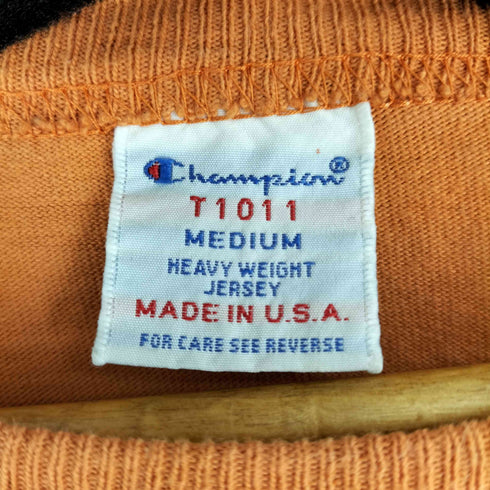 Champion®
T1011
MEDIUM
HEAVY WEIGHT
JERSEY
MADE IN U.S.A.
FOR CARE SEE REVERSE